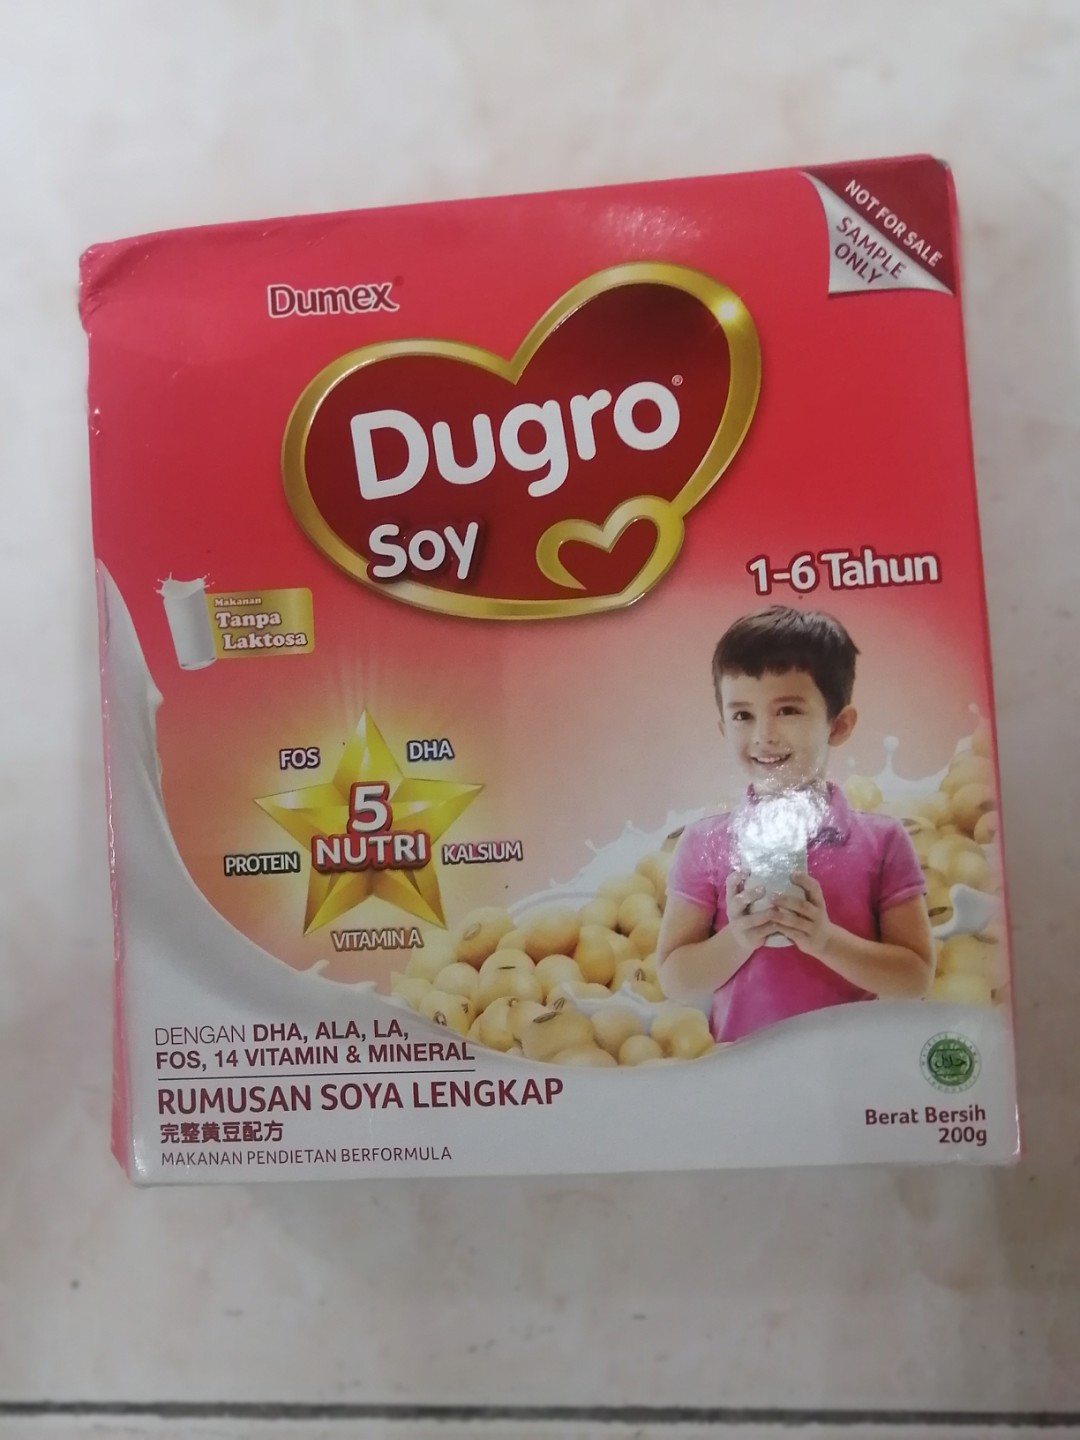 NOT FOR SALE
SAMPLE
ONLY
Dumex
Dugro®
Soy
1-6 Tahun
Makanan
Tanpa
Laktosa
FOS
DHA
5
NUTRI
PROTEIN
KALSIUM
VITAMIN A
DENGAN DHA, ALA, LA,
FOS, 14 VITAMIN & MINERAL
RUMUSAN SOYA LENGKAP
完整黄豆配方
MAKANAN PENDIETAN BERFORMULA
حلال
Berat Bersih
200g